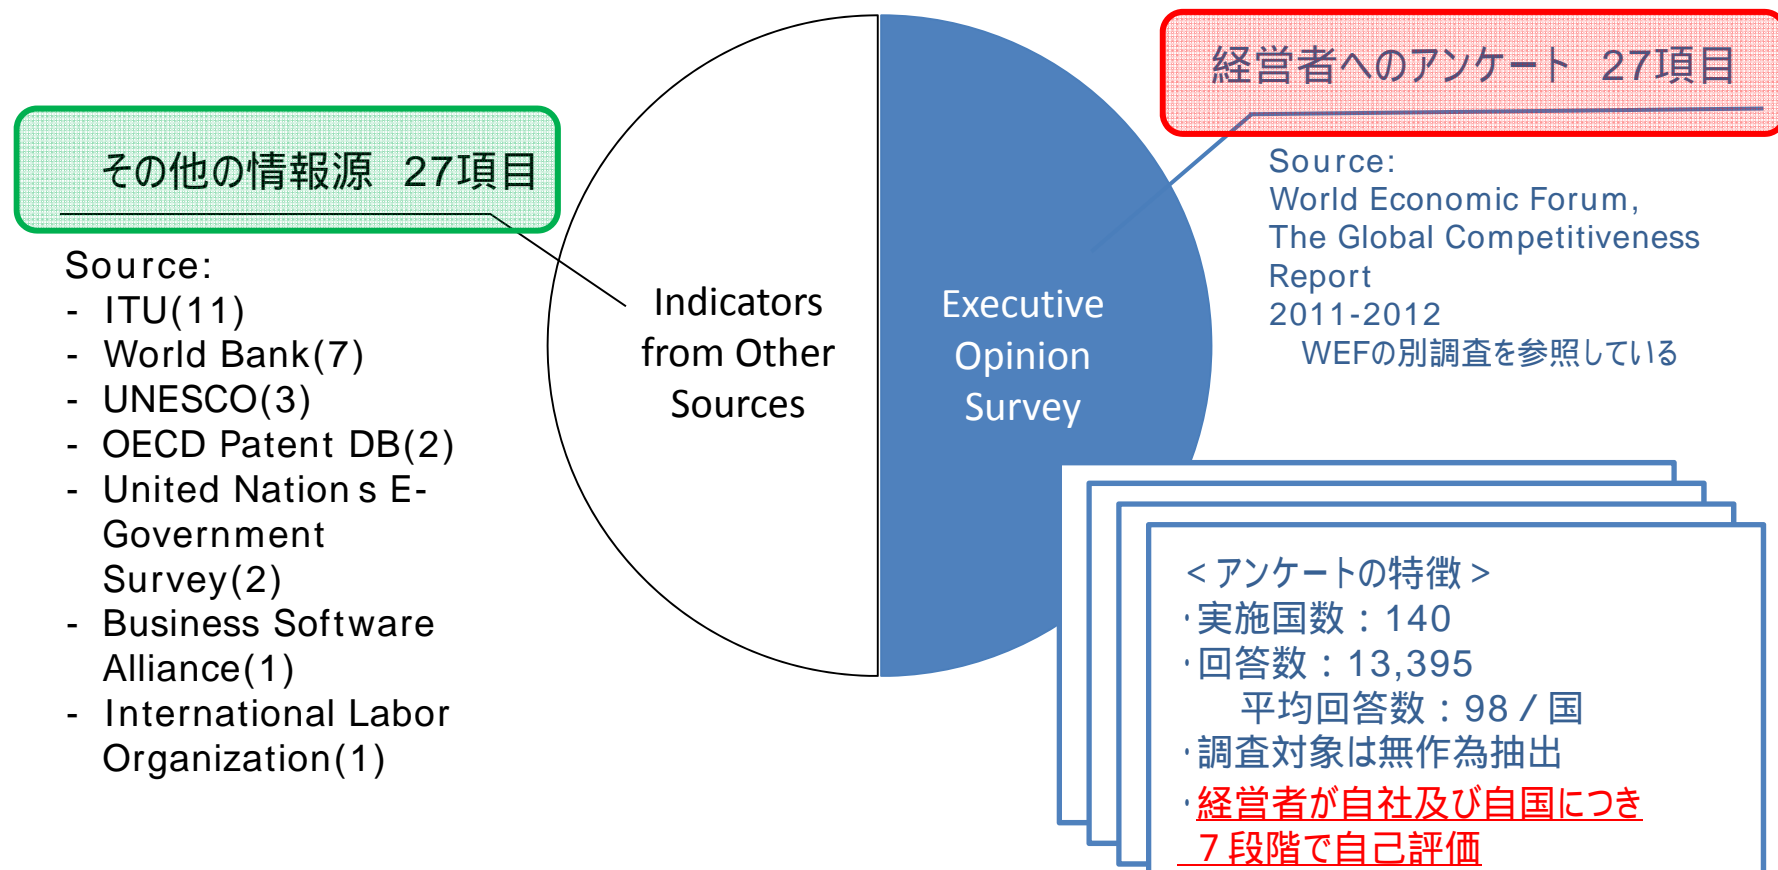 その他の情報源 27項目
Source:
- ITU(11)
- World Bank(7)
- UNESCO(3)
- OECD Patent DB(2)
- United Nations E-
Government
Survey(2)
- Business Software
Alliance(1)
- International Labor
Organization(1)
Indicators
from Other
Sources
Executive
Opinion
Survey
経営者へのアンケート 27項目
Source:
World Economic Forum,
The Global Competitiveness
Report
2011-2012
WEFの別調査を参照している
<アンケートの特徴>
・実施国数:140
・回答数:13,395
平均回答数:98/国
・調査対象は無作為抽出
・経営者が自社及び自国につき
7段階で自己評価